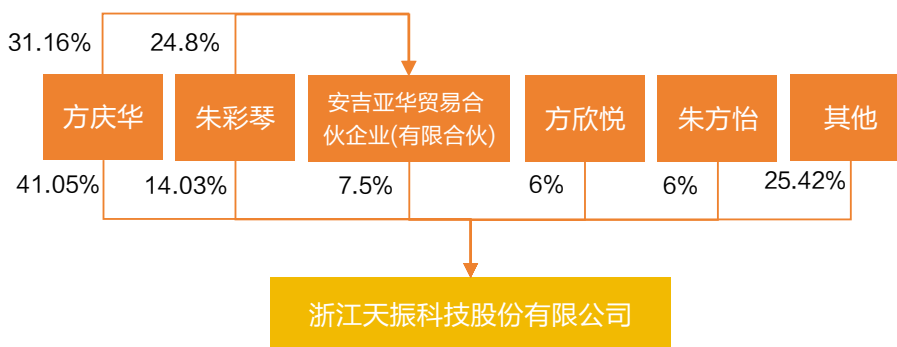 31.16%
24.8%
方庆华
朱彩琴
安吉亚华贸易合
伙企业(有限合伙)
方欣悦
朱方怡
其他
41.05%
14.03%
7.5%
6%
6%
25.42%
浙江天振科技股份有限公司